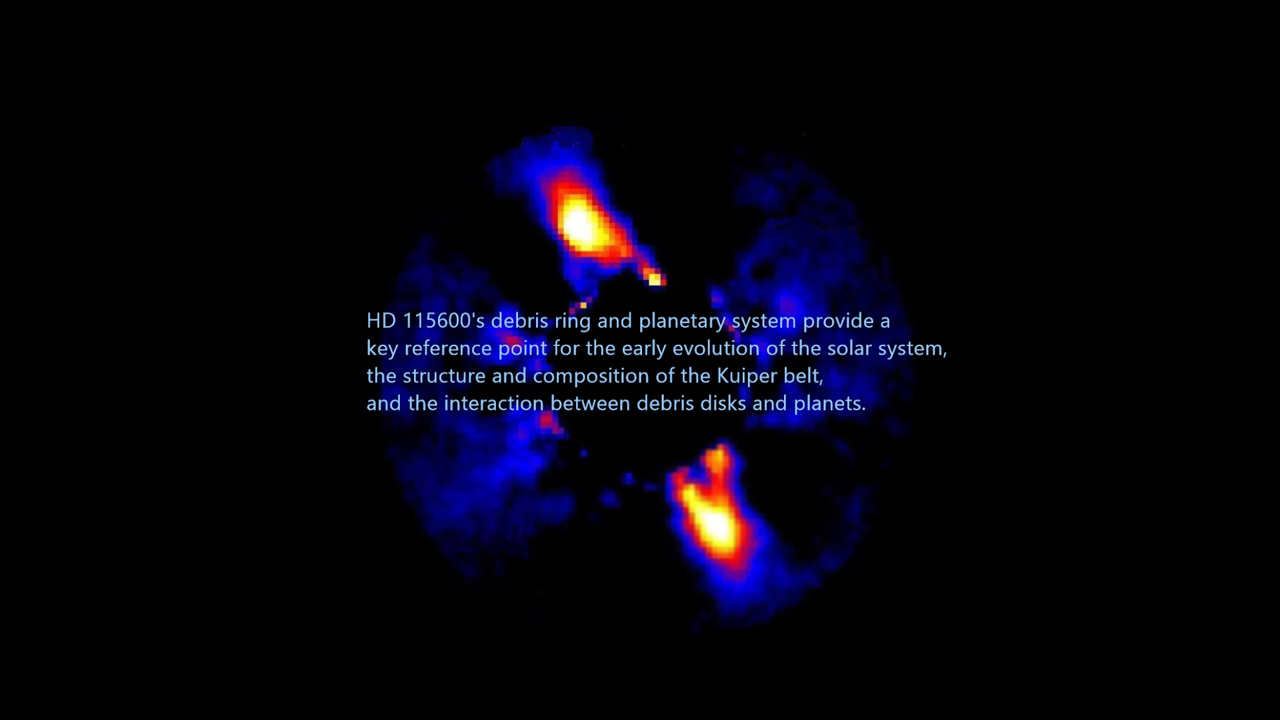 HD 115600's debris ring and planetary system provide a
key reference point for the early evolution of the solar system,
the structure and composition of the Kuiper belt,
and the interaction between debris disks and planets.